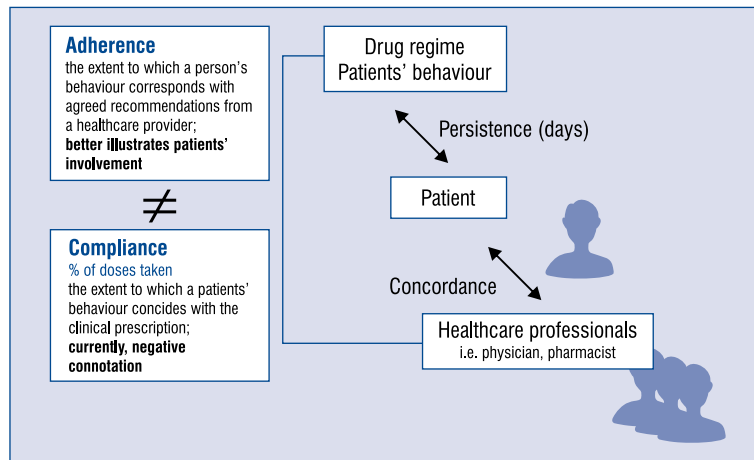 Adherence
the extent to which a person's
behaviour corresponds with
agreed recommendations from
a healthcare provider;
better illustrates patients'
involvement
≠
Compliance
% of doses taken
the extent to which a patients'
behaviour concides with the
clinical prescription;
currently, negative
connotation
Drug regime
Patients' behaviour
Persistence (days)
Patient
Concordance
Healthcare professionals
i.e. physician, pharmacist